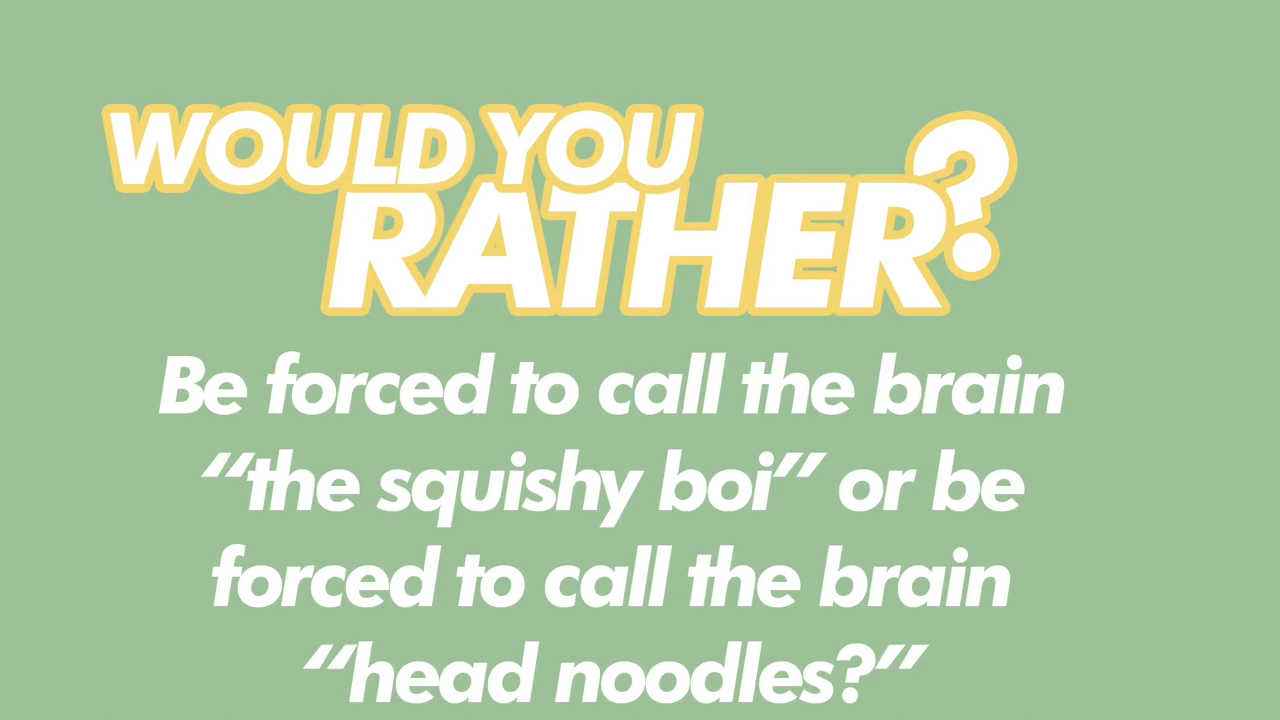 WOULD YOU
RATHER?
Be forced to call the brain
“the squishy boi” or be
forced to call the brain
“head noodles?”